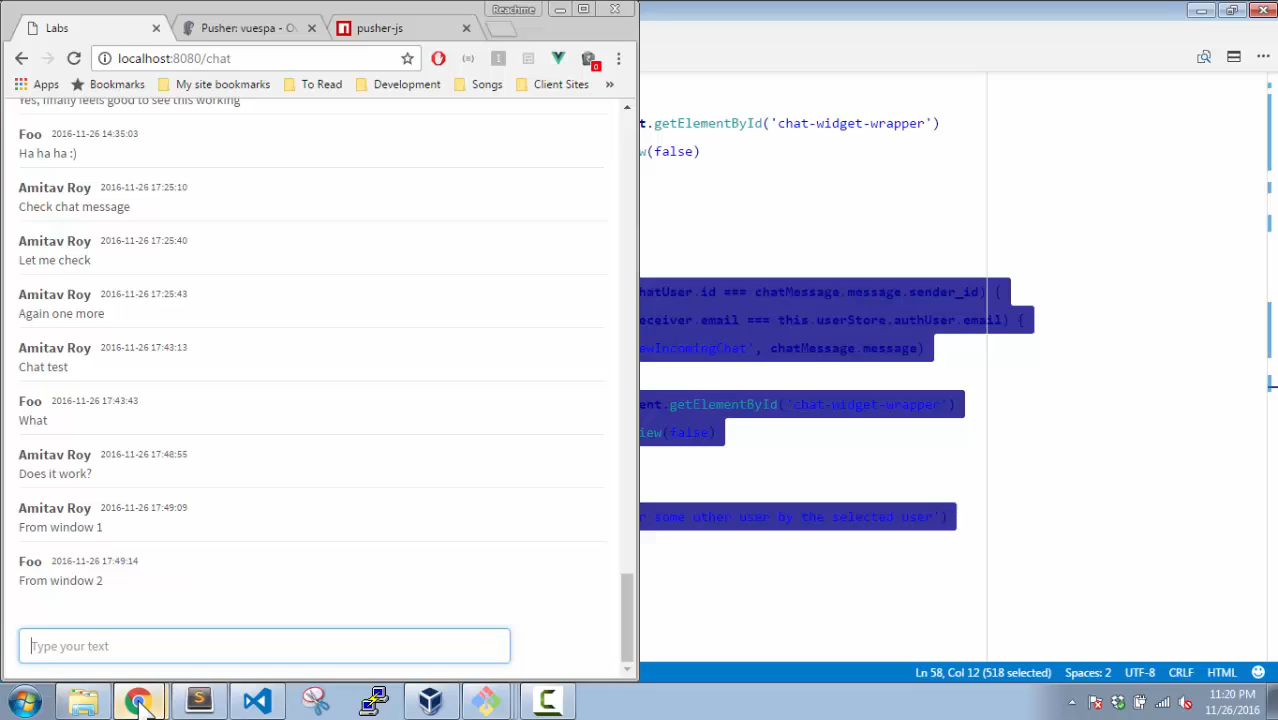 Reachme
Labs
Pusher: vuespa - Ov
pusher-js
localhost:8080/chat
0
Apps
Bookmarks
My site bookmarks
To Read
Development
Songs
Client Sites
»
Yes, finally feels good to see this working
Foo 2016-11-26 14:35:03
Ha ha ha :)
Amitav Roy 2016-11-26 17:25:10
Check chat message
Amitav Roy 2016-11-26 17:25:40
Let me check
Amitav Roy 2016-11-26 17:25:43
Again one more
Amitav Roy 2016-11-26 17:43:13
Chat test
Foo 2016-11-26 17:43:43
What
Amitav Roy 2016-11-26 17:48:55
Does it work?
Amitav Roy 2016-11-26 17:49:09
From window 1
Foo 2016-11-26 17:49:14
From window 2
Type your text
t.getElementById('chat-widget-wrapper')
w(false)
hatUser.id === chatMessage.message.sender_id) {
eceiver.email === this.userStore.authUser.email) {
ewIncomingChat', chatMessage.message)
ent.getElementById('chat-widget-wrapper')
iew(false)
r some other user by the selected user')
Ln 58, Col 12 (518 selected)
Spaces: 2
UTF-8
CRLF
HTML
11:20 PM
11/26/2016